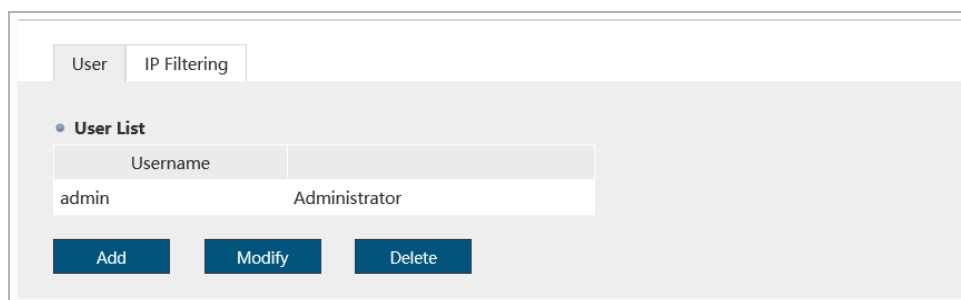 User IP Filtering
User List
Username
admin Administrator
Add Modify Delete